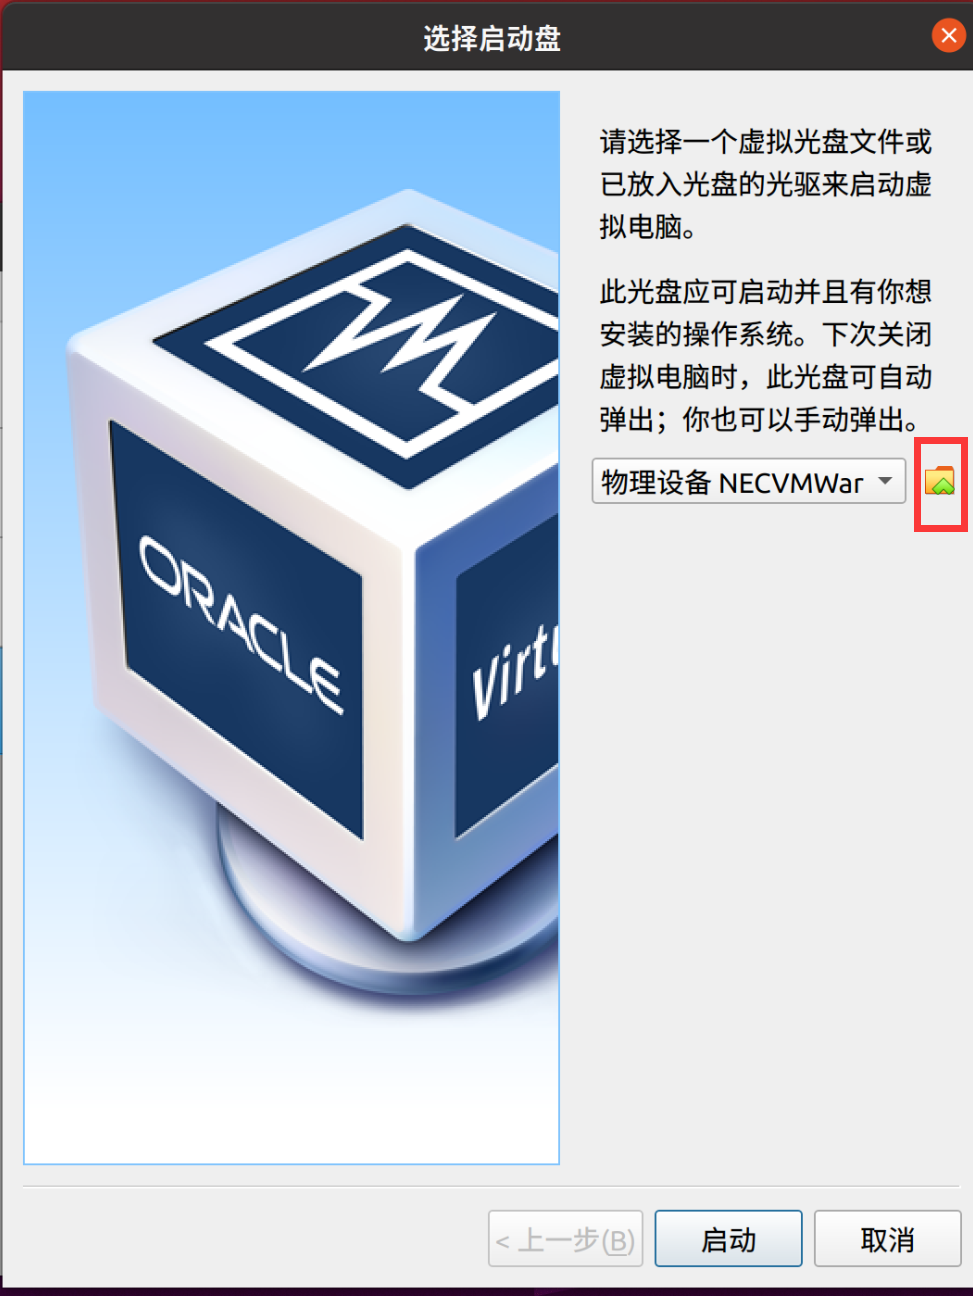 选择启动盘
请选择一个虚拟光盘文件或
已放入光盘的光驱来启动虚
拟电脑。
此光盘应可启动并且有你想
安装的操作系统。下次关闭
虚拟电脑时，此光盘可自动
弹出；你也可以手动弹出。
物理设备 NECVMWar
ORACLE
Virtu
< 上一步(B)
启动
取消